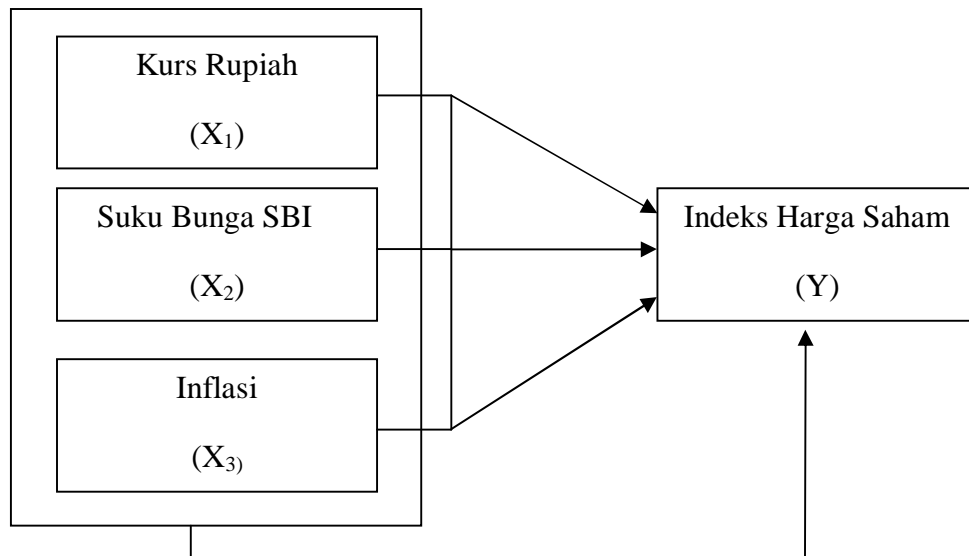 Kurs Rupiah
(X₁)
Suku Bunga SBI
(X₂)
Inflasi
(X₃)
Indeks Harga Saham
(Y)